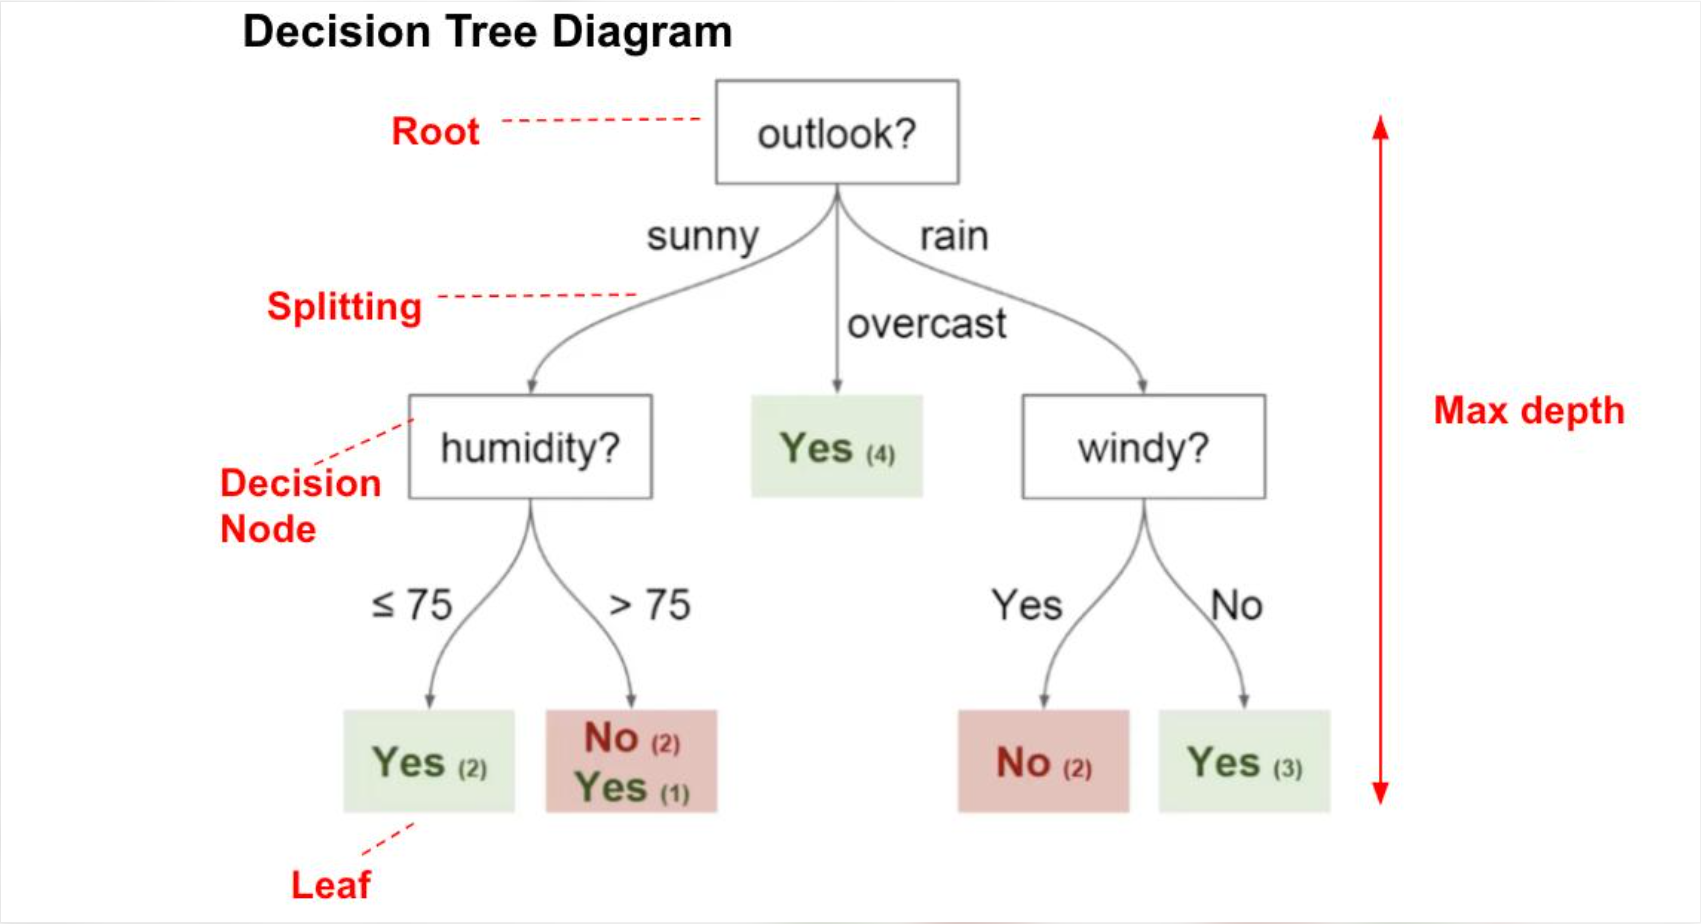 Decision Tree Diagram
Root
outlook?
sunny
rain
Splitting
overcast
humidity?
Yes (4)
windy?
Max depth
Decision
Node
≤ 75
> 75
Yes
No
Yes (2)
No (2)
Yes (1)
No (2)
Yes (3)
Leaf